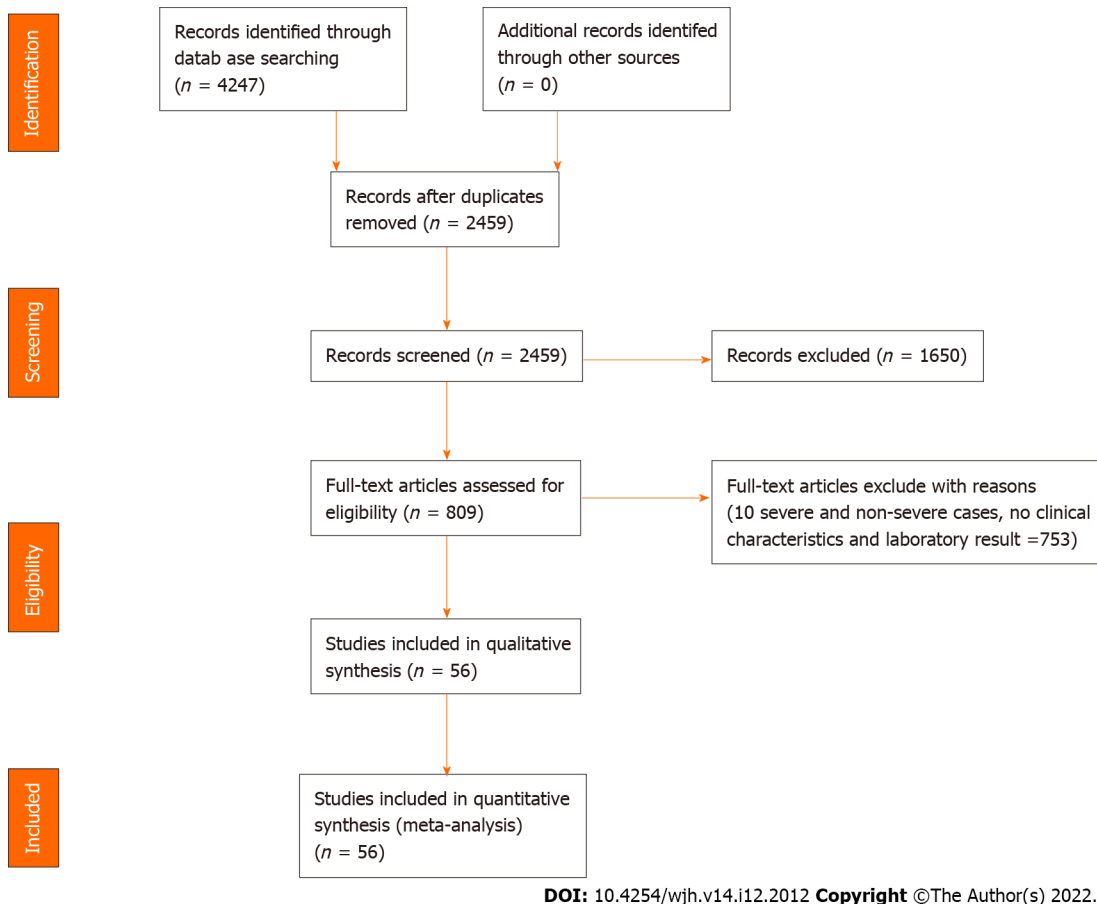 Identification
Records identified through
datab ase searching
(n = 4247)
Additional records identifed
through other sources
(n = 0)
Records after duplicates
removed (n = 2459)
Screening
Records screened (n = 2459)
Records excluded (n = 1650)
Eligibility
Full-text articles assessed for
eligibility (n = 809)
Full-text articles exclude with reasons
(10 severe and non-severe cases, no clinical
characteristics and laboratory result =753)
Studies included in qualitative
synthesis (n = 56)
Included
Studies included in quantitative
synthesis (meta-analysis)
(n = 56)
DOI: 10.4254/wjh.v14.i12.2012 Copyright ©The Author(s) 2022.